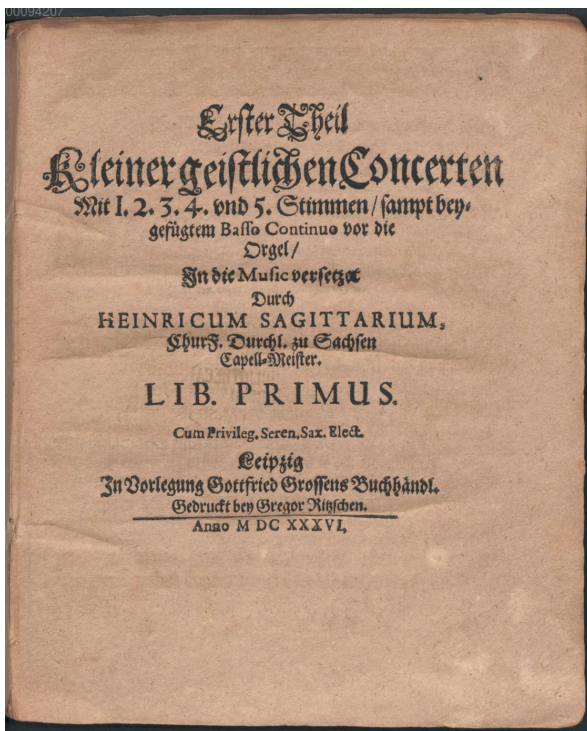 00094207
Erster Theil
Kleiner geistlichen Concerten
Mit 1. 2. 3. 4. vnd 5. Stimmen / sampt bey-
gefügtem Basso Continuo vor die
Orgel /
In die Music versetzet
Durch
HEINRICUM SAGITTARIUM,
Churf. Durchl. zu Sachsen
Capell-Meister.
LIB. PRIMUS.
Cum Privileg. Seren. Sax. Elect.
Leipzig
In Vorlegung Gottfried Grossens Buchhändl.
Gedruckt bey Gregor Ritzschen.
Anno M DC XXXVI.